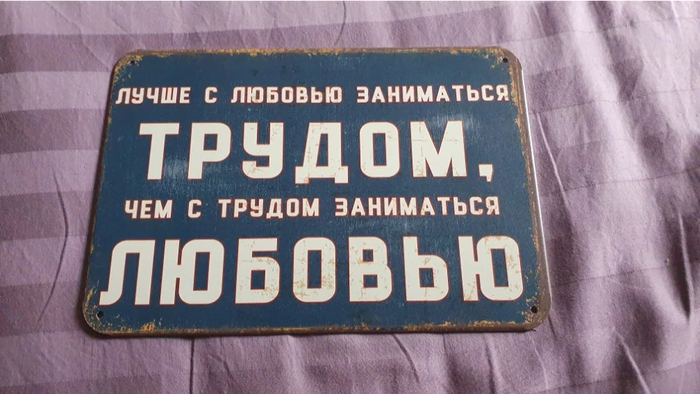 ЛУЧШЕ С ЛЮБОВЬЮ ЗАНИМАТЬСЯ
ТРУДОМ,
ЧЕМ С ТРУДОМ ЗАНИМАТЬСЯ
ЛЮБОВЬЮ